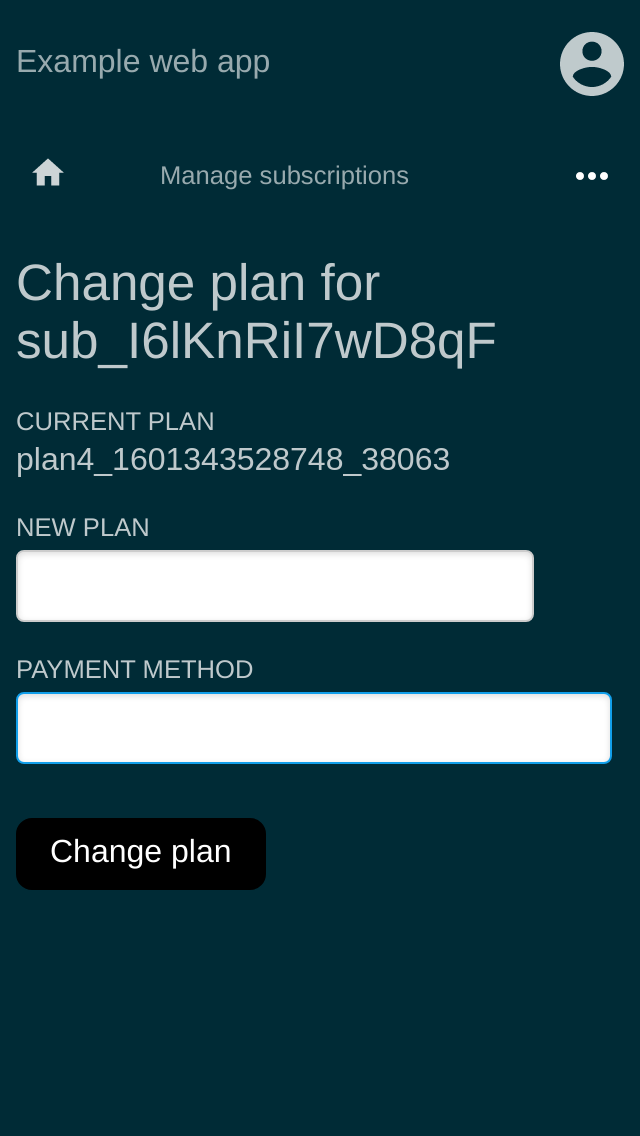 Example web app
Manage subscriptions
Change plan for
sub_I6lKnRiI7wD8qF
CURRENT PLAN
plan4_1601343528748_38063
NEW PLAN
PAYMENT METHOD
Change plan